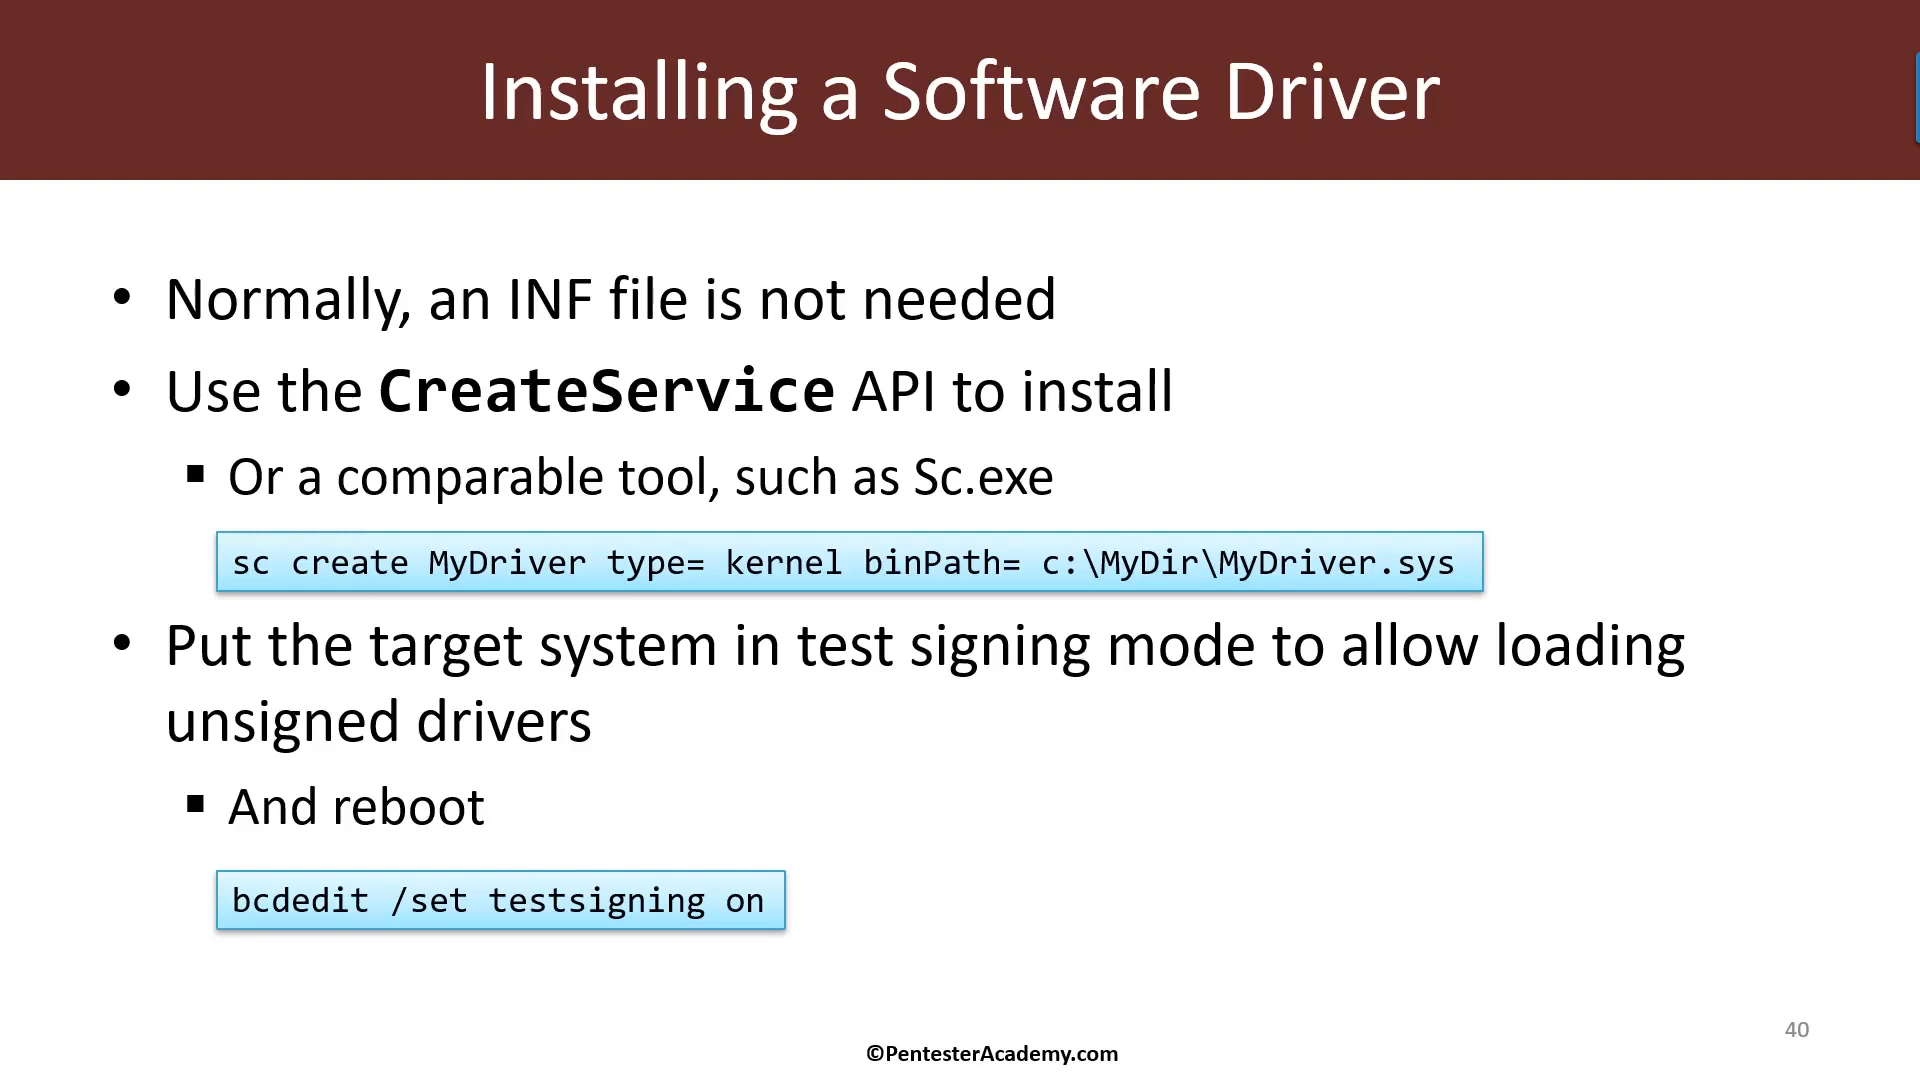 Installing a Software Driver
• Normally, an INF file is not needed
• Use the CreateService API to install
▪ Or a comparable tool, such as Sc.exe
sc create MyDriver type= kernel binPath= c:\MyDir\MyDriver.sys
• Put the target system in test signing mode to allow loading
unsigned drivers
▪ And reboot
bcdedit /set testsigning on
40
©PentesterAcademy.com